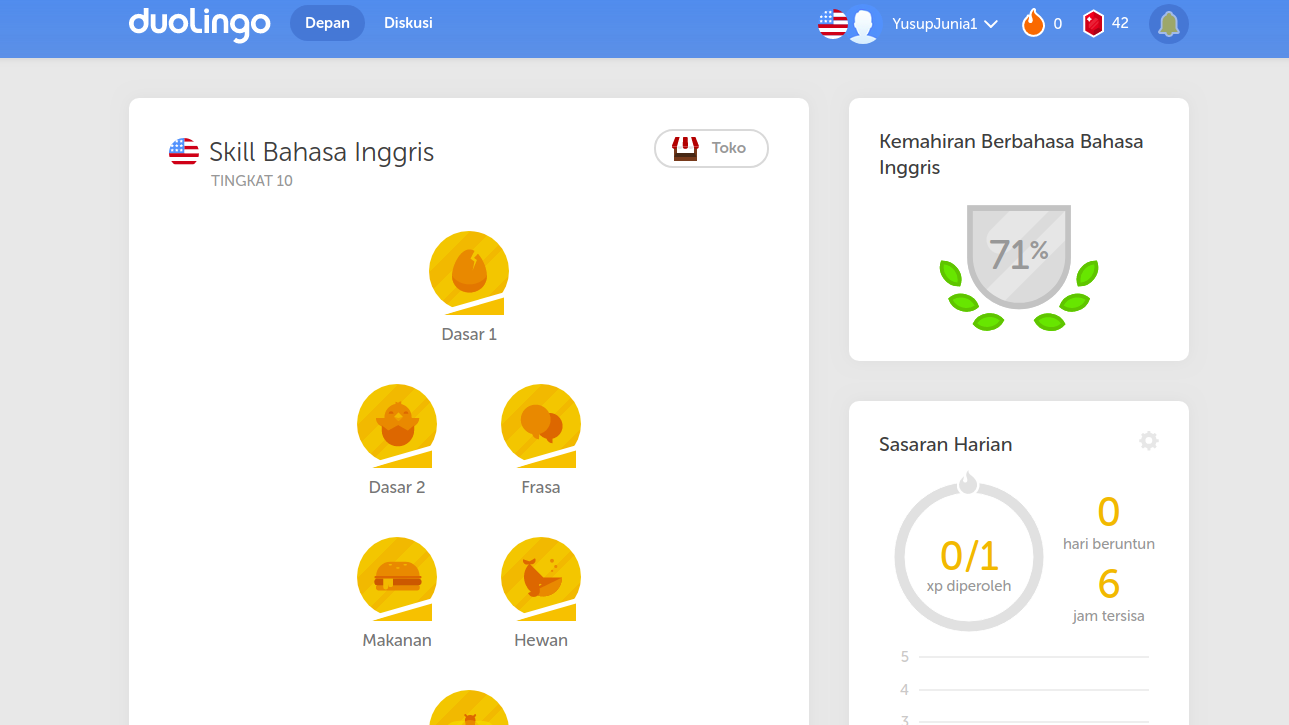 duolingo
Depan
Diskusi
YusupJunia1
0
42
Skill Bahasa Inggris
TINGKAT 10
Toko
Dasar 1
Dasar 2
Frasa
Makanan
Hewan
Kemahiran Berbahasa Bahasa
Inggris
71%
Sasaran Harian
0/1
xp diperoleh
0
hari beruntun
6
jam tersisa
5
4
3